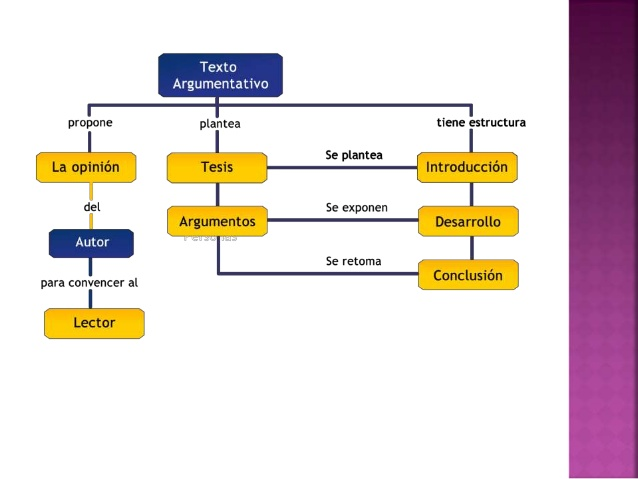 Texto
Argumentativo
propone
plantea
tiene estructura
La opinión
Tesis
Se plantea
Introducción
del
Argumentos
Personas
Se exponen
Desarrollo
Autor
Se retoma
Conclusión
para convencer al
Lector